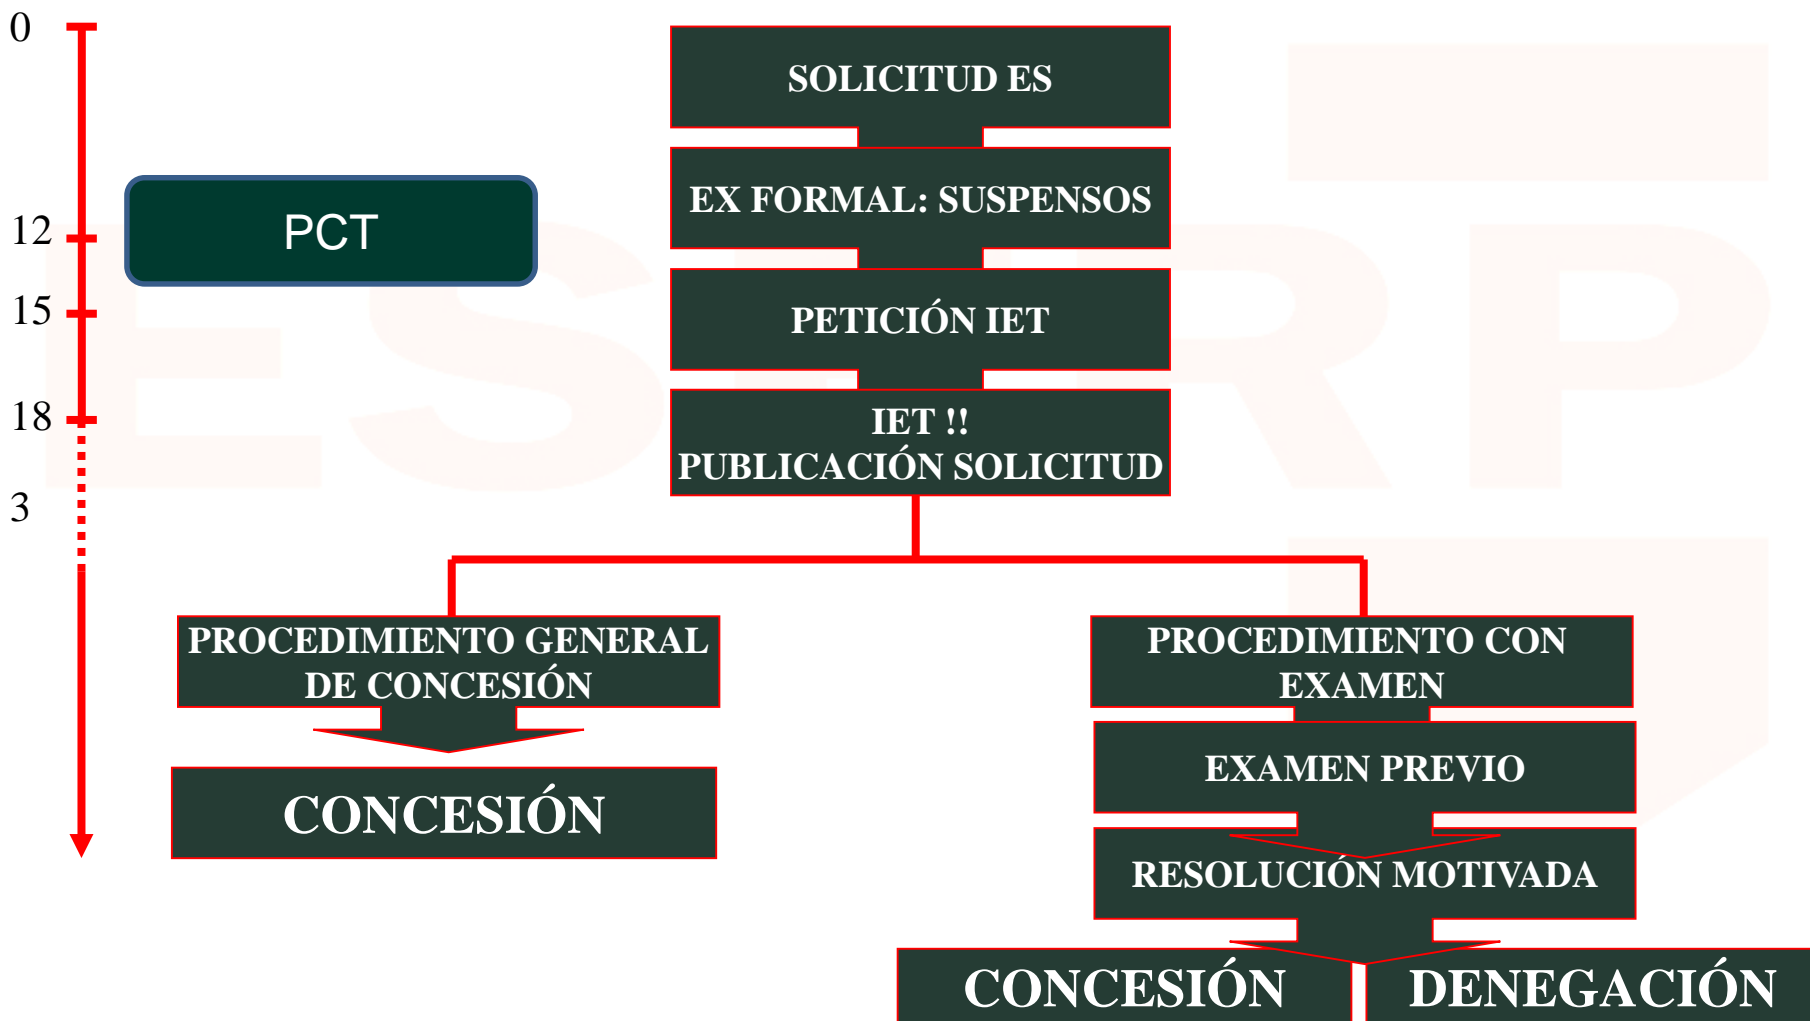 0
SOLICITUD ES
EX FORMAL: SUSPENSOS
PCT
12
15
PETICIÓN IET
18
IET !!
PUBLICACIÓN SOLICITUD
3
PROCEDIMIENTO GENERAL
DE CONCESIÓN
PROCEDIMIENTO CON
EXAMEN
CONCESIÓN
EXAMEN PREVIO
RESOLUCIÓN MOTIVADA
CONCESIÓN
DENEGACIÓN